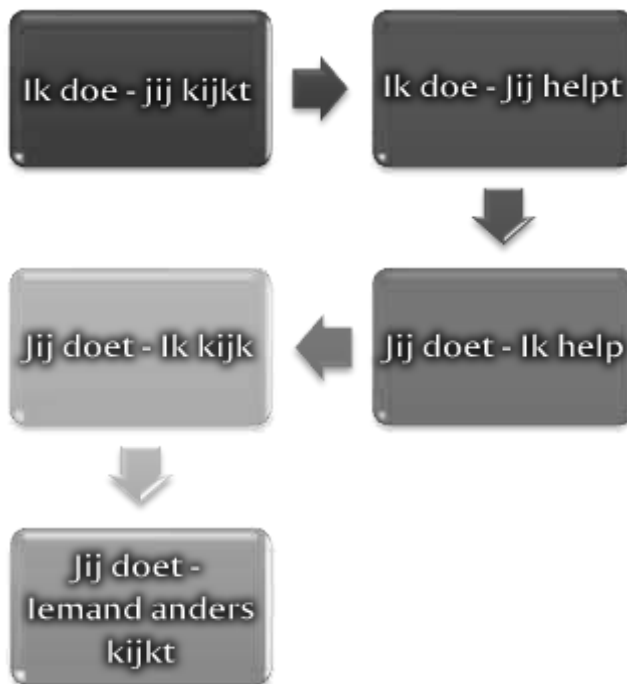 Ik doe - jij kijkt
Ik doe - Jij helpt
Jij doet - Ik help
Jij doet - Ik kijk
Jij doet -
Iemand anders
kijkt